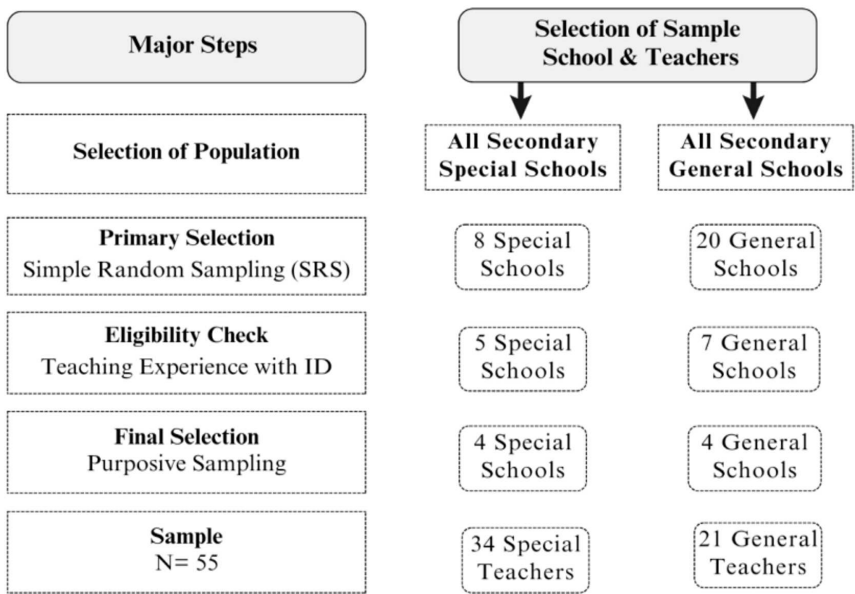 Major Steps
Selection of Sample
School & Teachers
Selection of Population
All Secondary
Special Schools
All Secondary
General Schools
Primary Selection
Simple Random Sampling (SRS)
8 Special
Schools
20 General
Schools
Eligibility Check
Teaching Experience with ID
5 Special
Schools
7 General
Schools
Final Selection
Purposive Sampling
4 Special
Schools
4 General
Schools
Sample
N= 55
34 Special
Teachers
21 General
Teachers